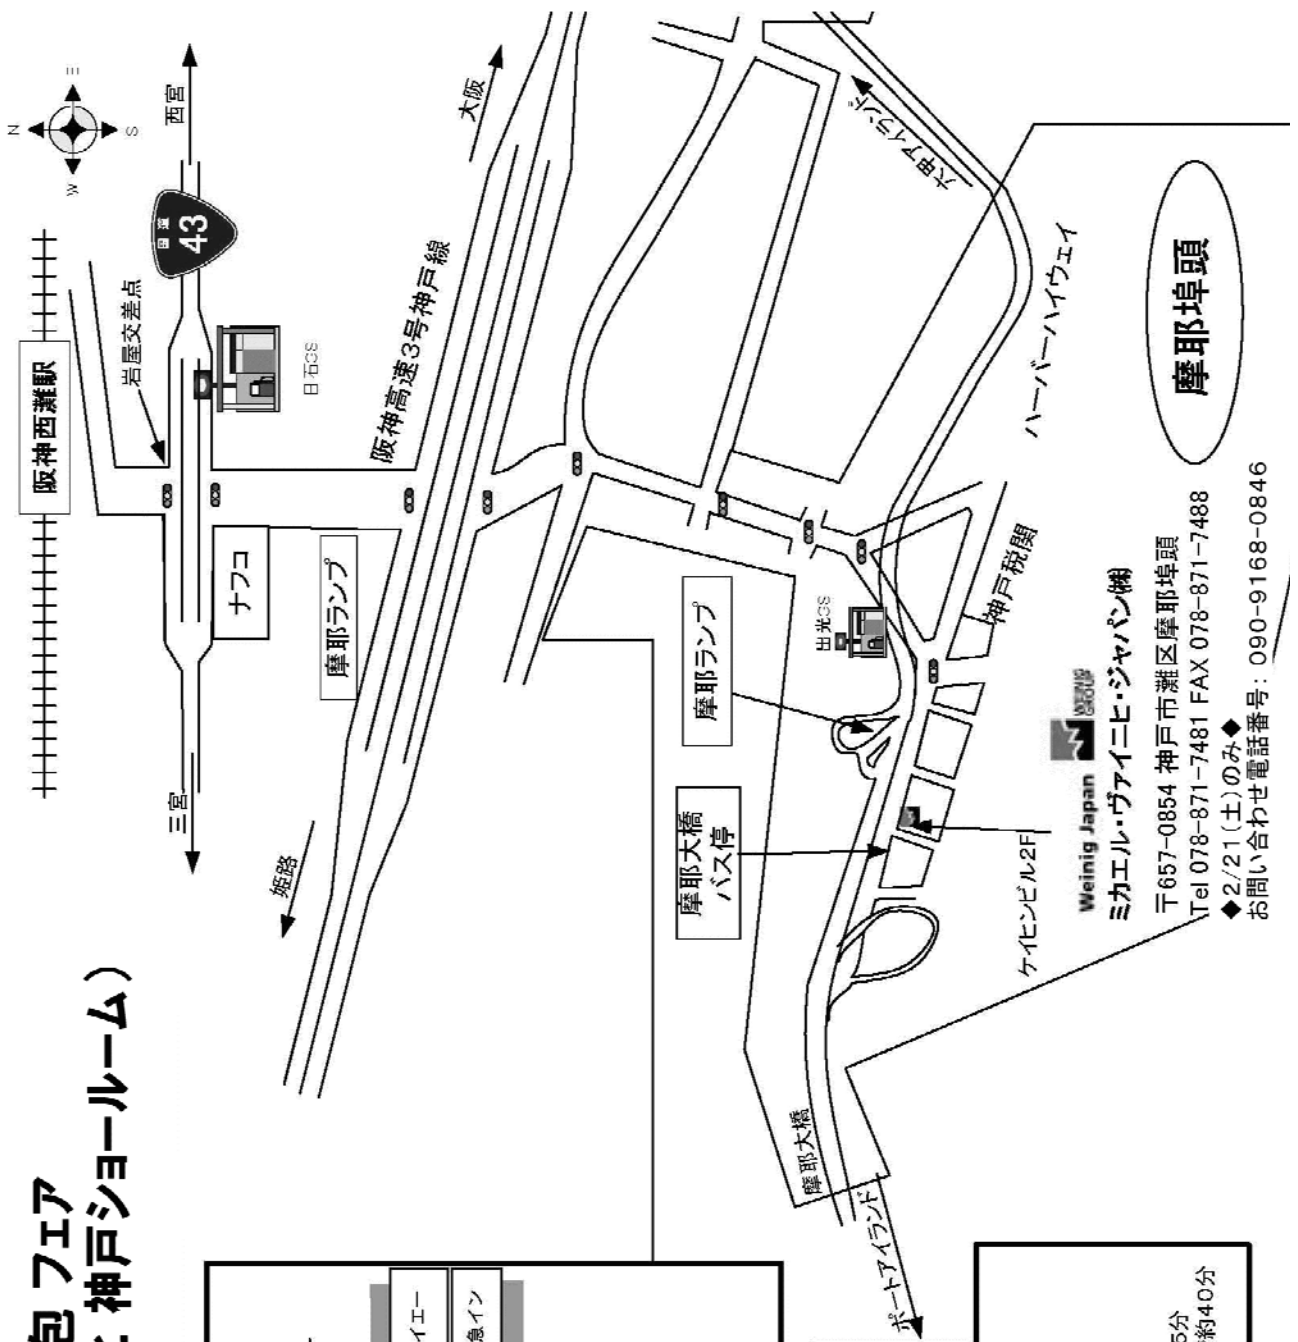 包 フェア
: 神戸ショールーム)
N
W
E
S
阪神西灘駅
岩屋交差点
西宮
国道
43
三宮
日石GS
ナフコ
大阪
阪神高速3号神戸線
摩耶ランプ
姫路
六甲アイランド
ハーバーハイウェイ
摩耶埠頭
神戸税関
出光GS
摩耶ランプ
摩耶大橋
バス停
ケイヒンビル2F
摩耶大橋
ポートアイランド
Weinig Japan
WEINIG
GROUP
ミカエル・ヴァイニヒ・ジャパン㈱
〒657-0854 神戸市灘区摩耶埠頭
Tel 078-871-7481 FAX 078-871-7488
◆2/21(土)のみ◆
お問い合わせ電話番号: 090-9168-0846
イエー
急イン
5分
約40分